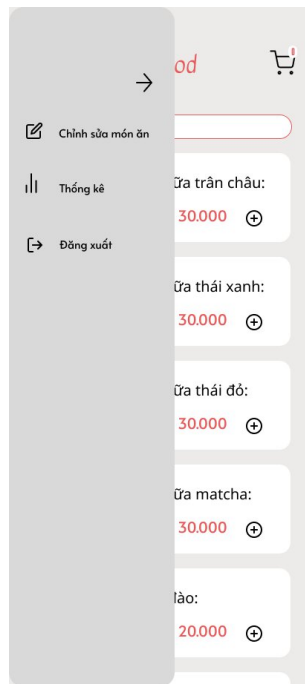 od
Chỉnh sửa món ăn
Thống kê
Đăng xuất
ữa trân châu:
30.000
ữa thái xanh:
30.000
ữa thái đỏ:
30.000
ữa matcha:
30.000
đào:
20.000